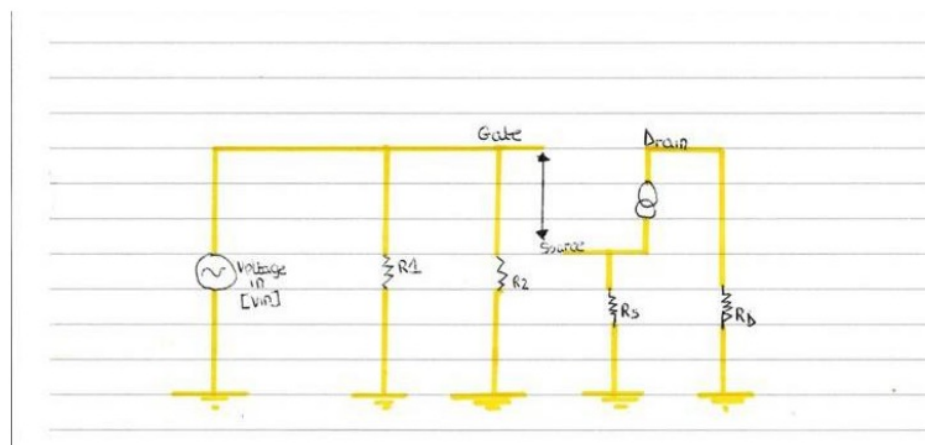 Gate
Drain
Source
Voltage
in
[Vin]
R1
R2
Rs
RD